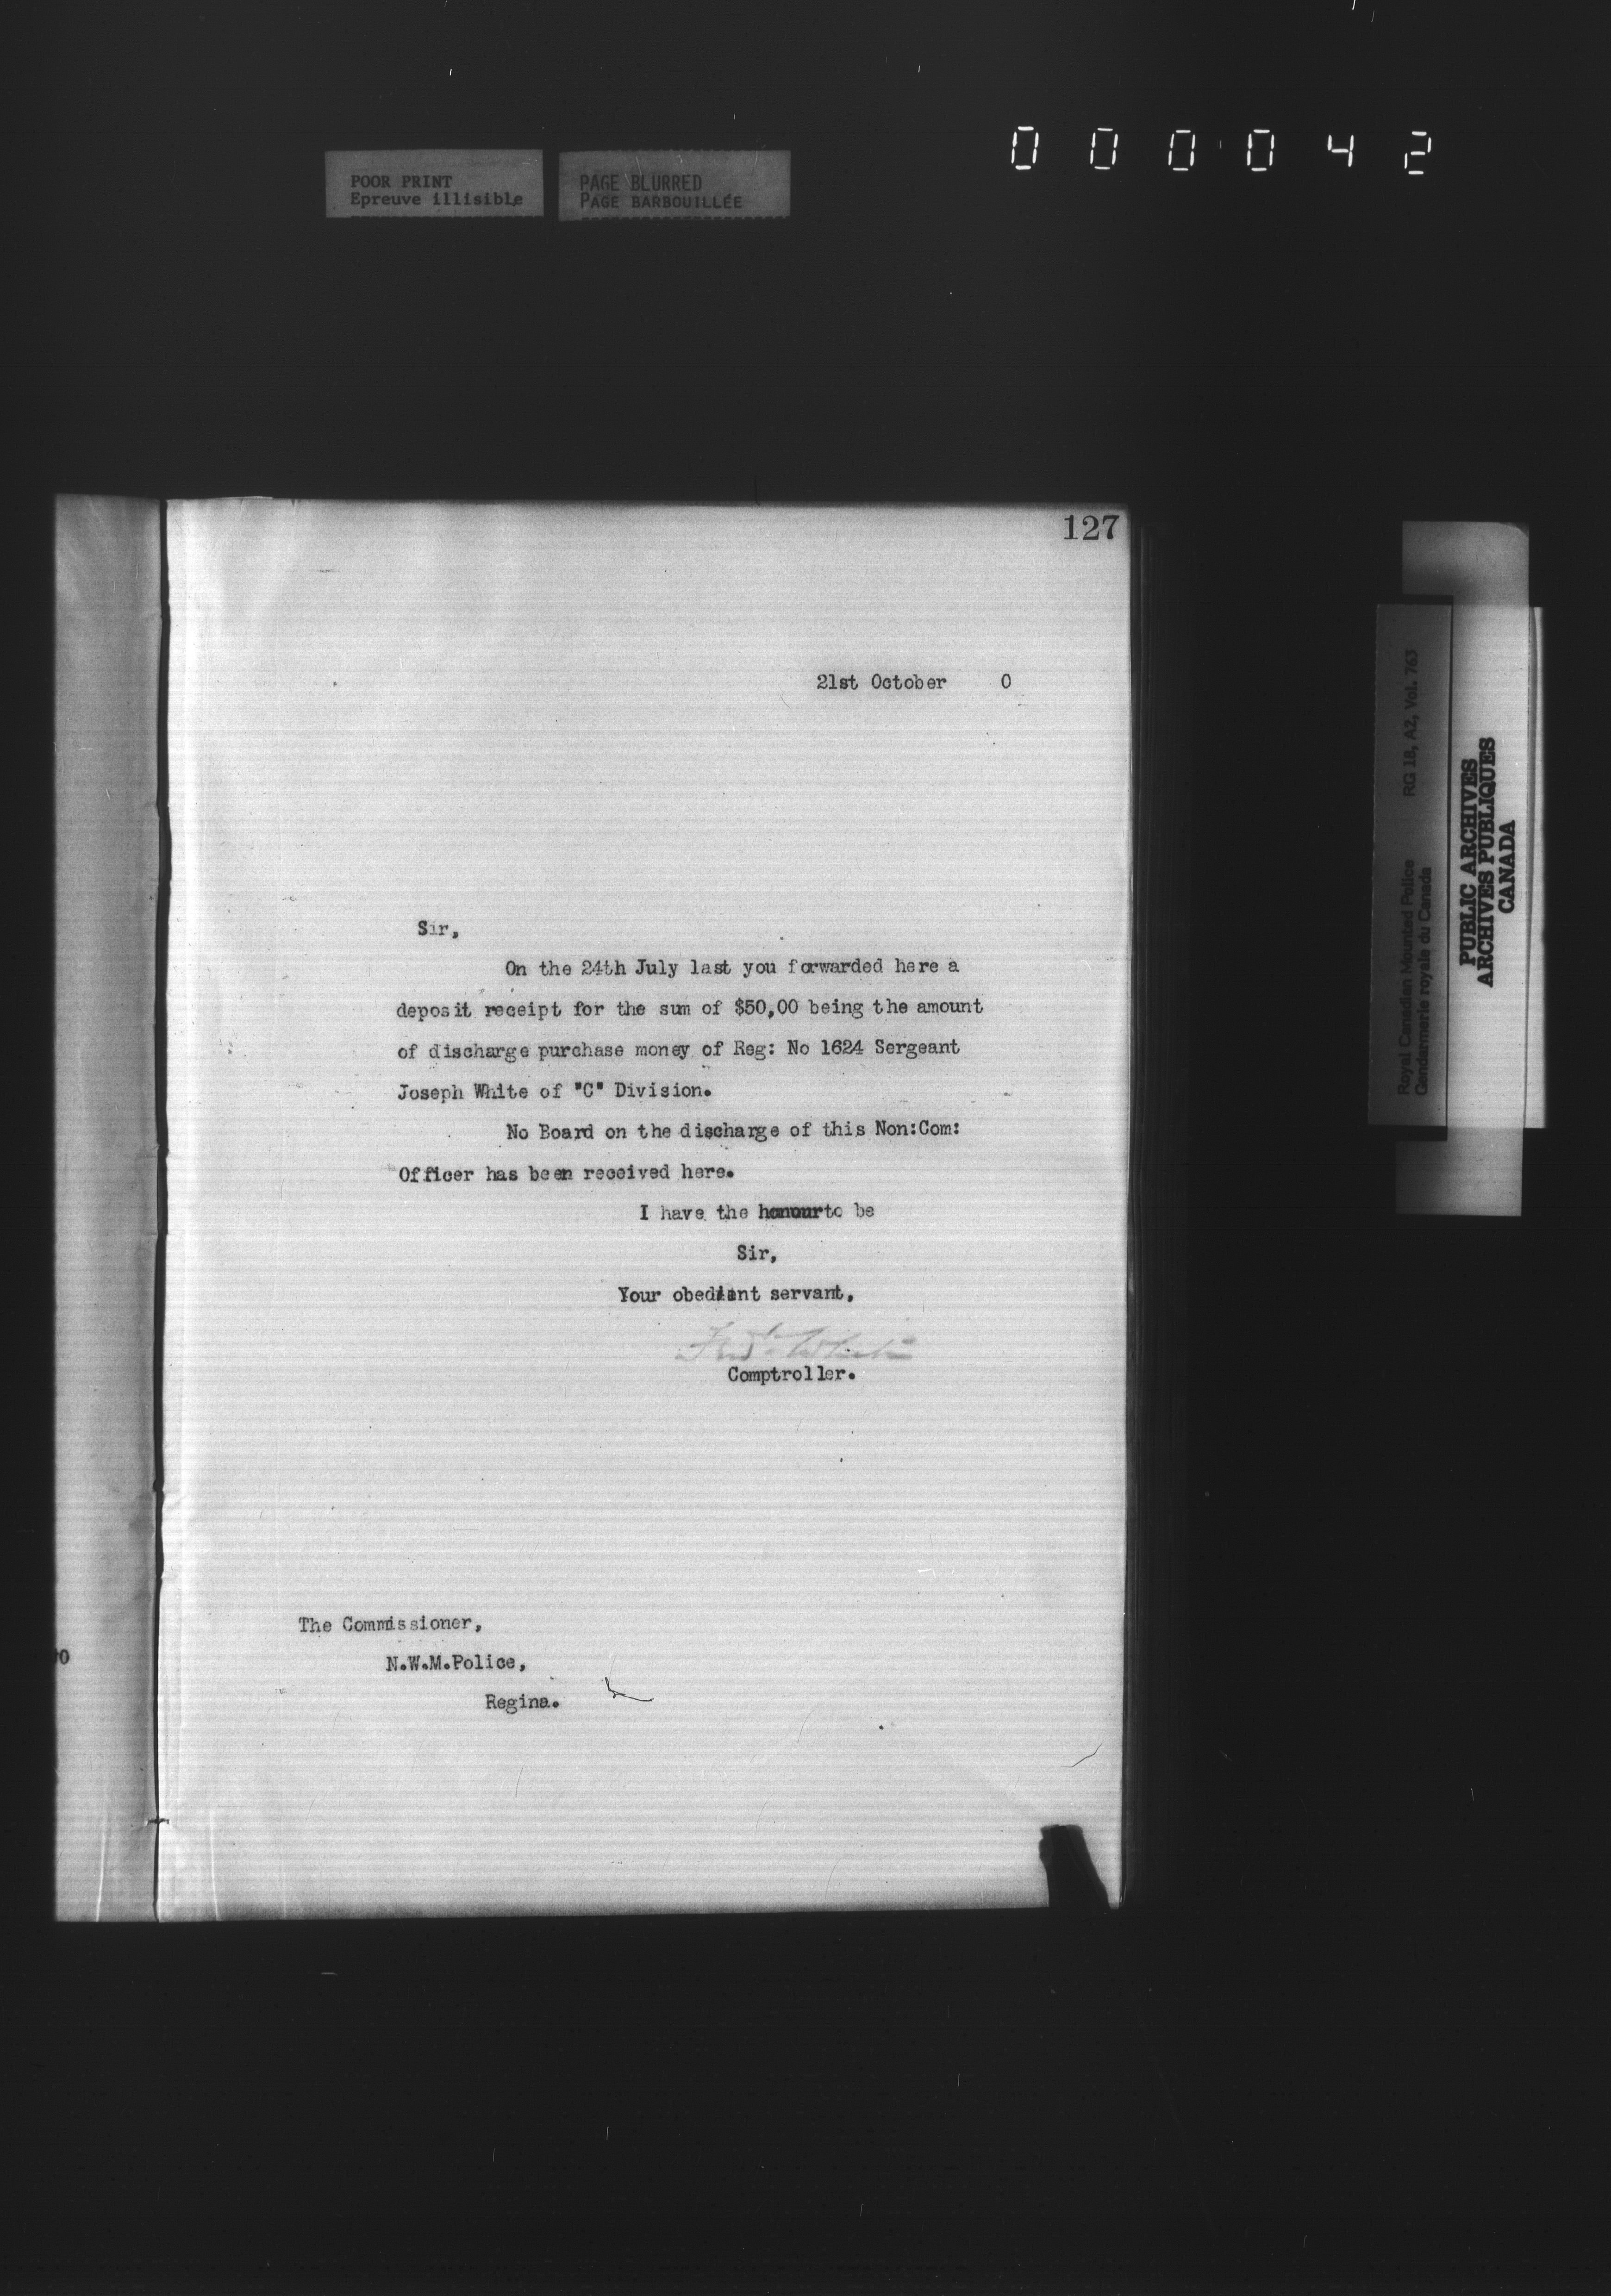 000042
POOR PRINT
Epreuve illisible
PAGE BLURRED
PAGE BARBOUILLÉE
127
21st October 0
Sir,
On the 24th July last you forwarded here a
deposit receipt for the sum of $50,00 being the amount
of discharge purchase money of Reg: No 1624 Sergeant
Joseph White of "C" Division.
No Board on the discharge of this Non:Com:
Officer has been received here.
I have the honour to be
Sir,
Your obedient servant,
Fred White
Comptroller.
The Commissioner,
N.W.M.Police,
Regina.
Royal Canadian Mounted Police RG 18, A2, Vol. 763
Gendarmerie royale du Canada
PUBLIC ARCHIVES
ARCHIVES PUBLIQUES
CANADA